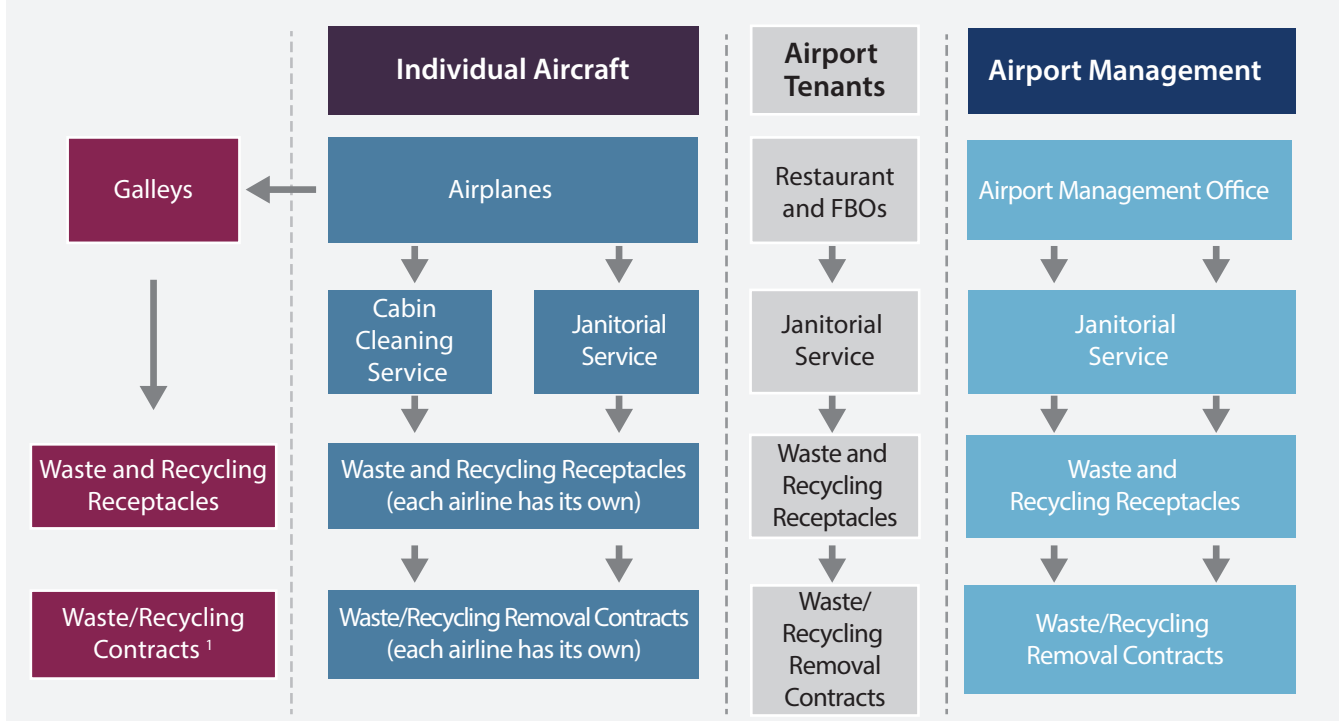 Individual Aircraft
Airport
Tenants
Airport Management
Galleys
Airplanes
Restaurant
and FBOs
Airport Management Office
Cabin
Cleaning
Service
Janitorial
Service
Janitorial
Service
Janitorial
Service
Waste and Recycling
Receptacles
Waste and Recycling Receptacles
(each airline has its own)
Waste and
Recycling
Receptacles
Waste and
Recycling Receptacles
Waste/Recycling
Contracts ¹
Waste/Recycling Removal Contracts
(each airline has its own)
Waste/
Recycling
Removal
Contracts
Waste/Recycling
Removal Contracts